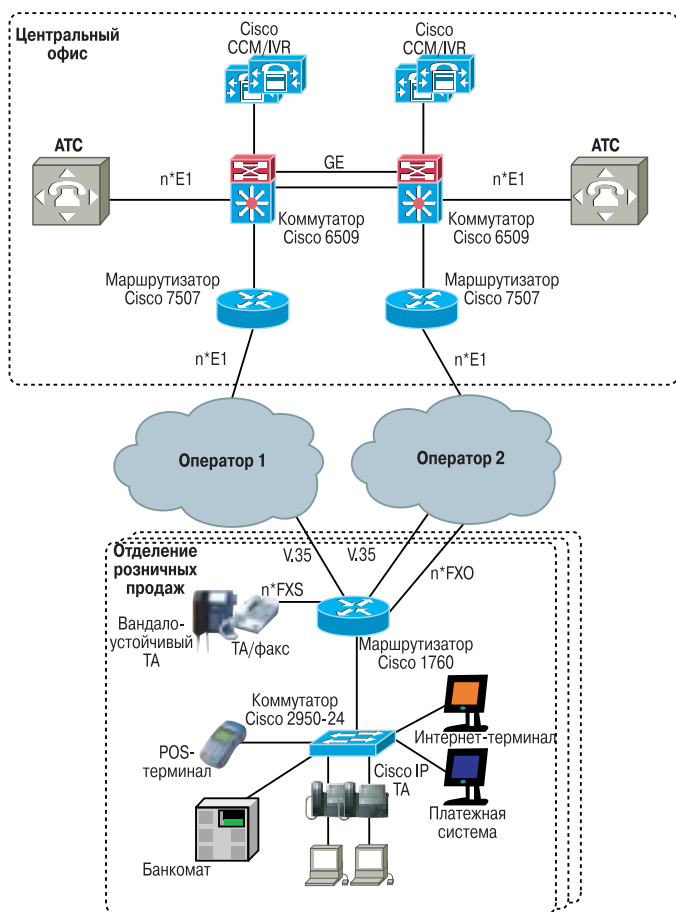 Центральный
офис
Cisco
CCM/IVR
Cisco
CCM/IVR
АТС
АТС
GE
n*E1
n*E1
Коммутатор
Cisco 6509
Коммутатор
Cisco 6509
Маршрутизатор
Cisco 7507
Маршрутизатор
Cisco 7507
n*E1
n*E1
Оператор 1
Оператор 2
Отделение
розничных
продаж
V.35
V.35
n*FXS
n*FXO
Вандало-
устойчивый
ТА
ТА/факс
Маршрутизатор
Cisco 1760
Коммутатор
Cisco 2950-24
Интернет-терминал
POS-
терминал
Cisco IP
ТА
Платежная
система
Банкомат